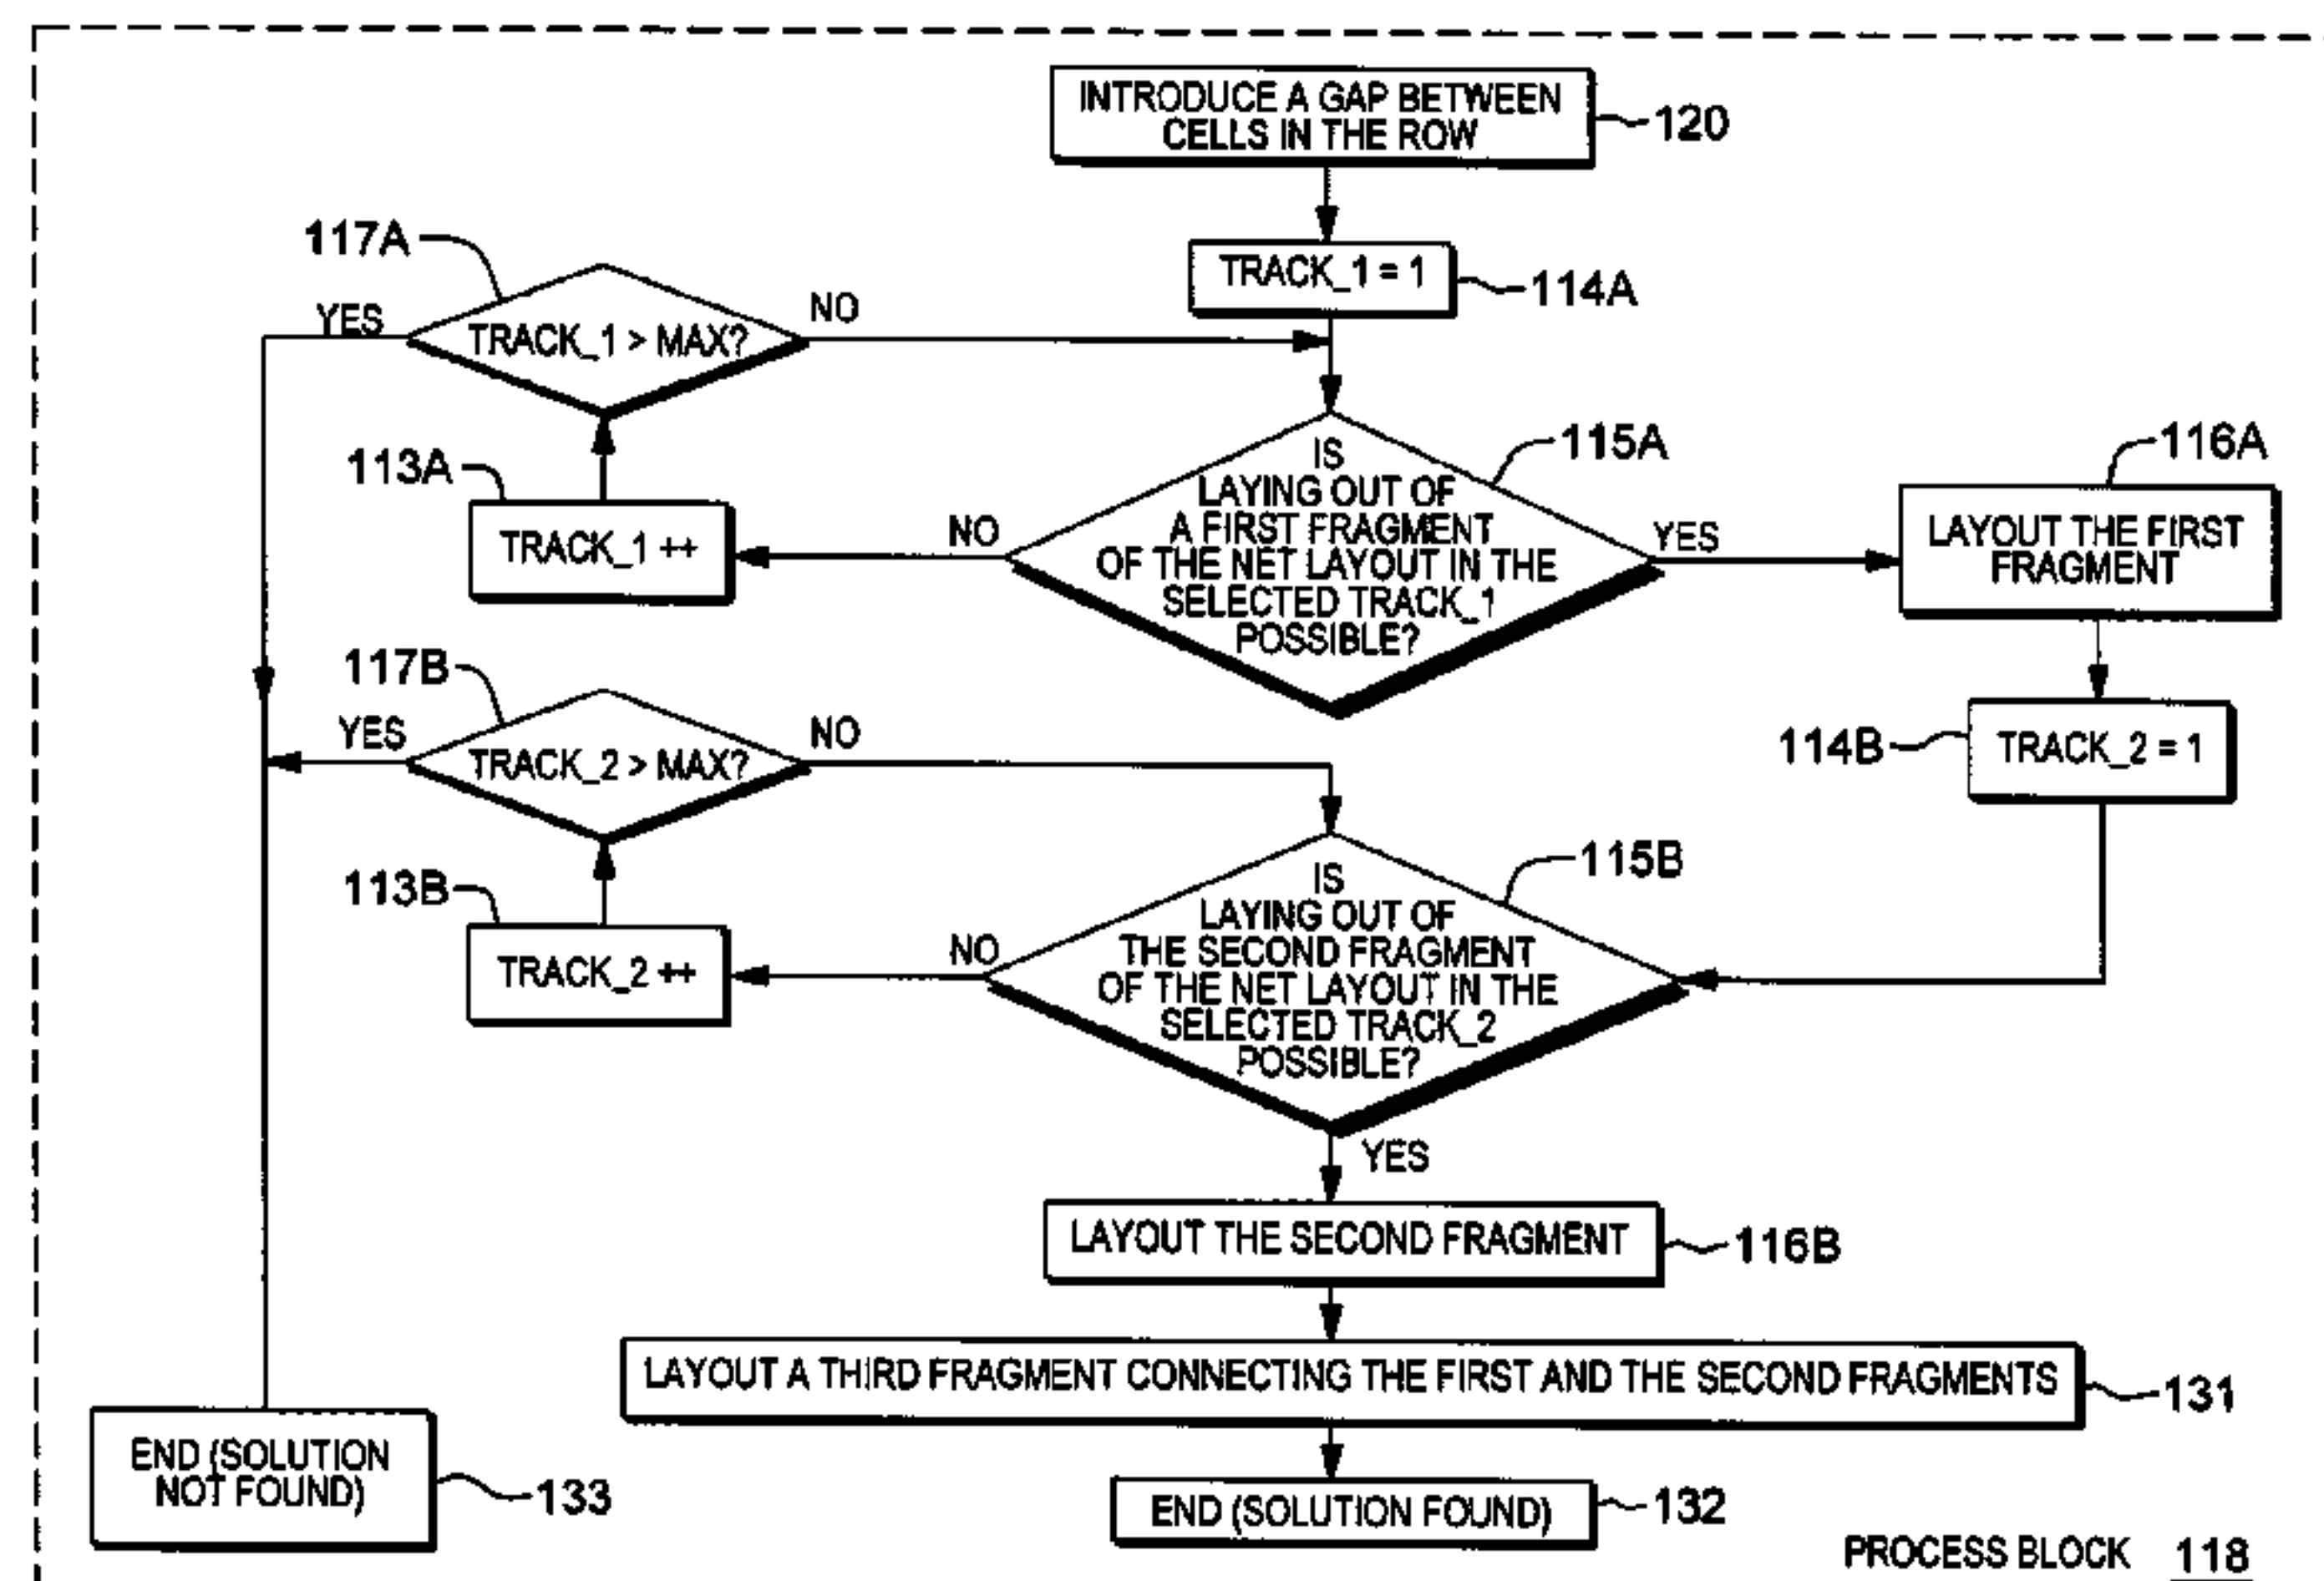 INTRODUCE A GAP BETWEEN
CELLS IN THE ROW
120
TRACK_1 = 1
114A
117A
YES
TRACK_1 > MAX?
NO
113A
TRACK_1 ++
NO
IS
LAYING OUT OF
A FIRST FRAGMENT
OF THE NET LAYOUT IN THE
SELECTED TRACK_1
POSSIBLE?
115A
YES
116A
LAYOUT THE FIRST
FRAGMENT
114B
TRACK_2 = 1
117B
YES
TRACK_2 > MAX?
NO
113B
TRACK_2 ++
NO
IS
LAYING OUT OF
THE SECOND FRAGMENT
OF THE NET LAYOUT IN THE
SELECTED TRACK_2
POSSIBLE?
115B
YES
LAYOUT THE SECOND FRAGMENT
116B
LAYOUT A THIRD FRAGMENT CONNECTING THE FIRST AND THE SECOND FRAGMENTS
131
END (SOLUTION
NOT FOUND)
133
END (SOLUTION FOUND)
132
PROCESS BLOCK 118